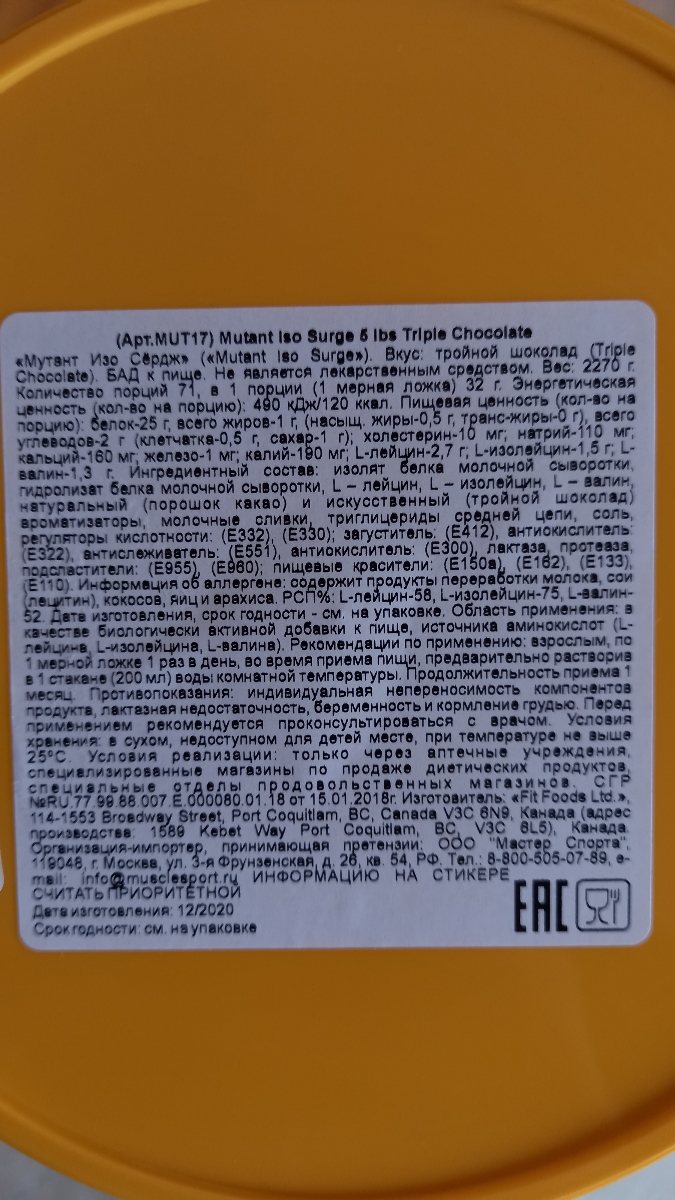 (Арт.MUT17) Mutant Iso Surge 5 lbs Triple Chocolate
«Мутант Изо Сёрдж» («Mutant Iso Surge»). Вкус: тройной шоколад (Triple
Chocolate). БАД к пище. Не является лекарственным средством. Вес: 2270 г.
Количество порций 71, в 1 порции (1 мерная ложка) 32 г. Энергетическая
ценность (кол-во на порцию): 490 кДж/120 ккал. Пищевая ценность (кол-во на
порцию): белок-25 г, всего жиров-1 г, (насыщ. жиры-0,5 г, транс-жиры-0 г), всего
углеводов-2 г (клетчатка-0,5 г, сахар-1 г); холестерин-10 мг; натрий-110 мг;
кальций-160 мг; железо-1 мг; калий-190 мг; L-лейцин-2,7 г; L-изолейцин-1,5 г; L-
валин-1,3 г. Ингредиентный состав: изолят белка молочной сыворотки,
гидролизат белка молочной сыворотки, L – лейцин, L – изолейцин, L – валин,
натуральный (порошок какао) и искусственный (тройной шоколад)
ароматизаторы, молочные сливки, триглицериды средней цепи, соль,
регуляторы кислотности: (E332), (E330); загуститель: (E412), антиокислитель:
(E322), антислеживатель: (E551), антиокислитель: (E300), лактаза, протеаза,
подсластители: (E955), (E960); пищевые красители: (E150a), (E162), (E133),
(E110). Информация об аллергене: содержит продукты переработки молока, сои
(лецитин), кокосов, яиц и арахиса. РСП%: L-лейцин-58, L-изолейцин-75, L-валин-
52. Дата изготовления, срок годности - см. на упаковке. Область применения: в
качестве биологически активной добавки к пище, источника аминокислот (L-
лейцина, L-изолейцина, L-валина). Рекомендации по применению: взрослым, по
1 мерной ложке 1 раз в день, во время приема пищи, предварительно растворив
в 1 стакане (200 мл) воды комнатной температуры. Продолжительность приема 1
месяц. Противопоказания: индивидуальная непереносимость компонентов
продукта, лактазная недостаточность, беременность и кормление грудью. Перед
применением рекомендуется проконсультироваться с врачом. Условия
хранения: в сухом, недоступном для детей месте, при температуре не выше
25°C. Условия реализации: только через аптечные учреждения,
специализированные магазины по продаже диетических продуктов,
специальные отделы продовольственных магазинов. СГР
№RU.77.99.88.007.E.000080.01.18 от 15.01.2018г. Изготовитель: «Fit Foods Ltd.»,
114-1553 Broadway Street, Port Coquitlam, BC, Canada V3C 6N9, Канада (адрес
производства: 1589 Kebet Way Port Coquitlam, BC, V3C 6L5), Канада.
Организация-импортер, принимающая претензии: ООО "Мастер Спорта",
119048, г. Москва, ул. 3-я Фрунзенская, д. 26, кв. 54, РФ. Тел.: 8-800-505-07-89, e-
mail: info@musclesport.ru ИНФОРМАЦИЮ НА СТИКЕРЕ
СЧИТАТЬ ПРИОРИТЕТНОЙ
Дата изготовления: 12/2020
Срок годности: см. на упаковке
EAC